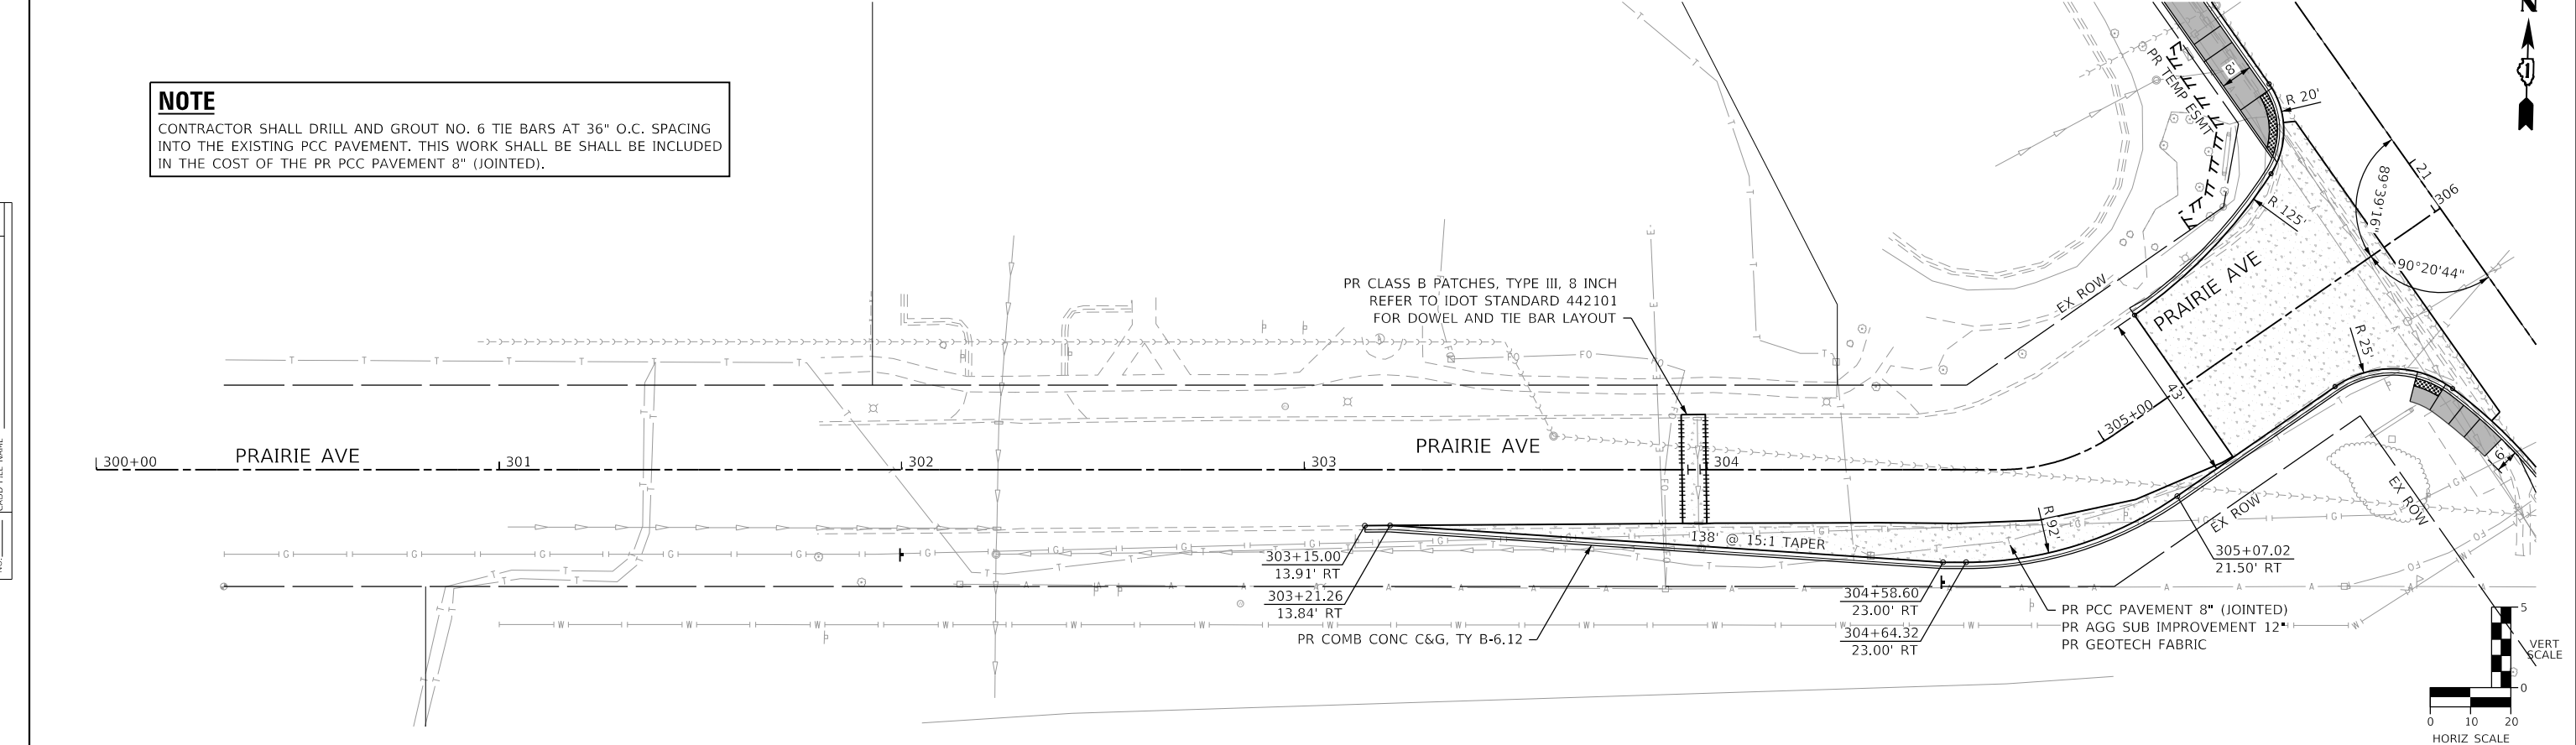 N
1
NOTE
CONTRACTOR SHALL DRILL AND GROUT NO. 6 TIE BARS AT 36" O.C. SPACING
INTO THE EXISTING PCC PAVEMENT. THIS WORK SHALL BE SHALL BE INCLUDED
IN THE COST OF THE PR PCC PAVEMENT 8" (JOINTED).
PR TEMP ESMT
8'
R 20'
R 125'
21
306
89°39'16"
90°20'44"
PR CLASS B PATCHES, TYPE III, 8 INCH
REFER TO IDOT STANDARD 442101
FOR DOWEL AND TIE BAR LAYOUT
EX ROW
PRAIRIE AVE
R 25'
43'
305+00
PRAIRIE AVE
PRAIRIE AVE
300+00
301
302
303
304
6'
EX ROW
EX ROW
R 92'
138' @ 15:1 TAPER
303+15.00
13.91' RT
303+21.26
13.84' RT
304+58.60
23.00' RT
304+64.32
23.00' RT
305+07.02
21.50' RT
PR COMB CONC C&G, TY B-6.12
PR PCC PAVEMENT 8" (JOINTED)
PR AGG SUB IMPROVEMENT 12"
PR GEOTECH FABRIC
5
VERT
SCALE
0
0 10 20
HORIZ SCALE